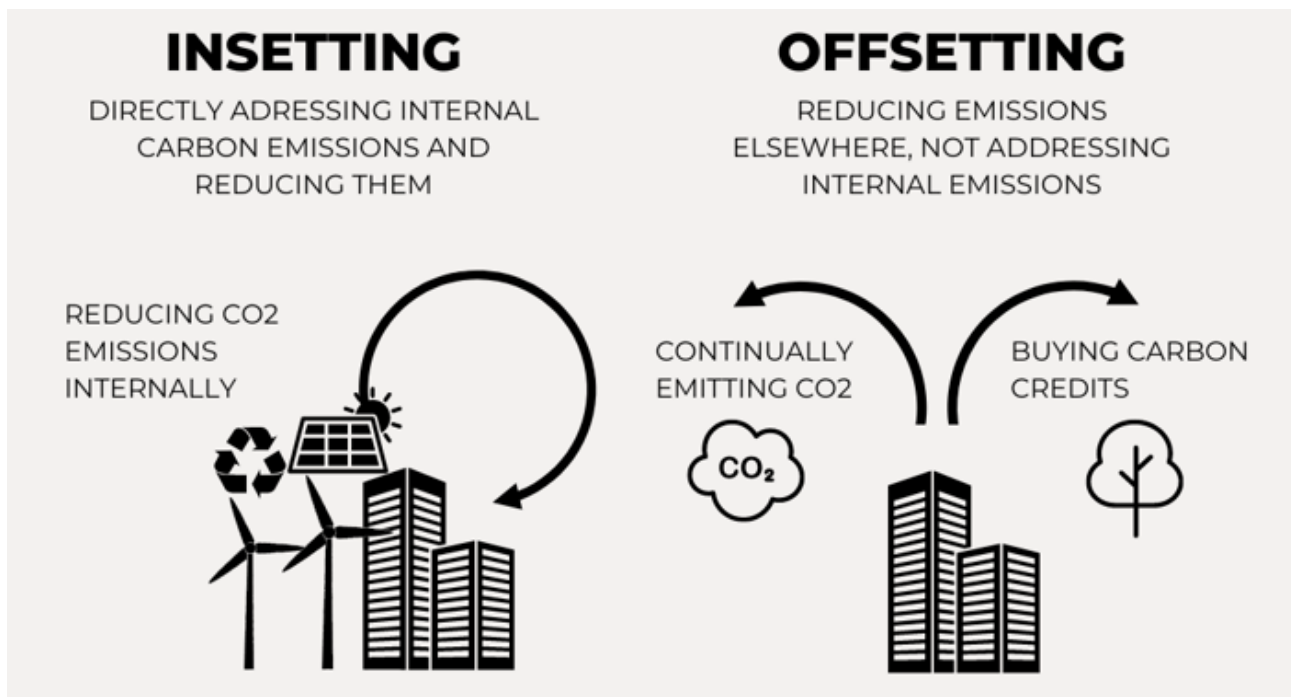 INSETTING
DIRECTLY ADRESSING INTERNAL
CARBON EMISSIONS AND
REDUCING THEM
REDUCING CO2
EMISSIONS
INTERNALLY
OFFSETTING
REDUCING EMISSIONS
ELSEWHERE, NOT ADDRESSING
INTERNAL EMISSIONS
CONTINUALLY
EMITTING CO2
CO₂
BUYING CARBON
CREDITS